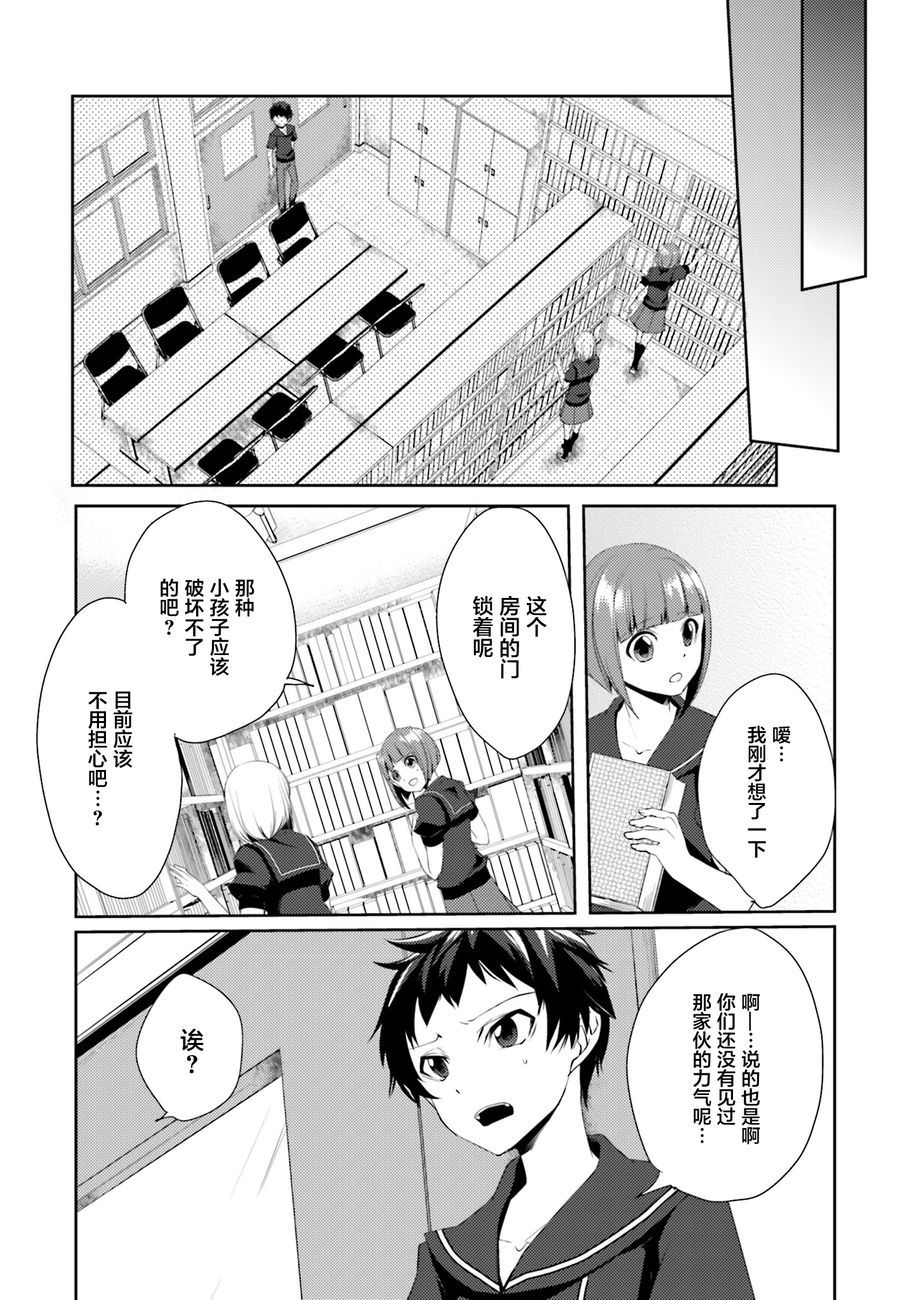 嗳…
我刚才想了一下
这个
房间的门
锁着呢
那种
小孩子应该
破坏不了
的吧？
目前应该
不用担心吧…？
啊——…说的也是啊
你们还没有见过
那家伙的力气呢…
诶？